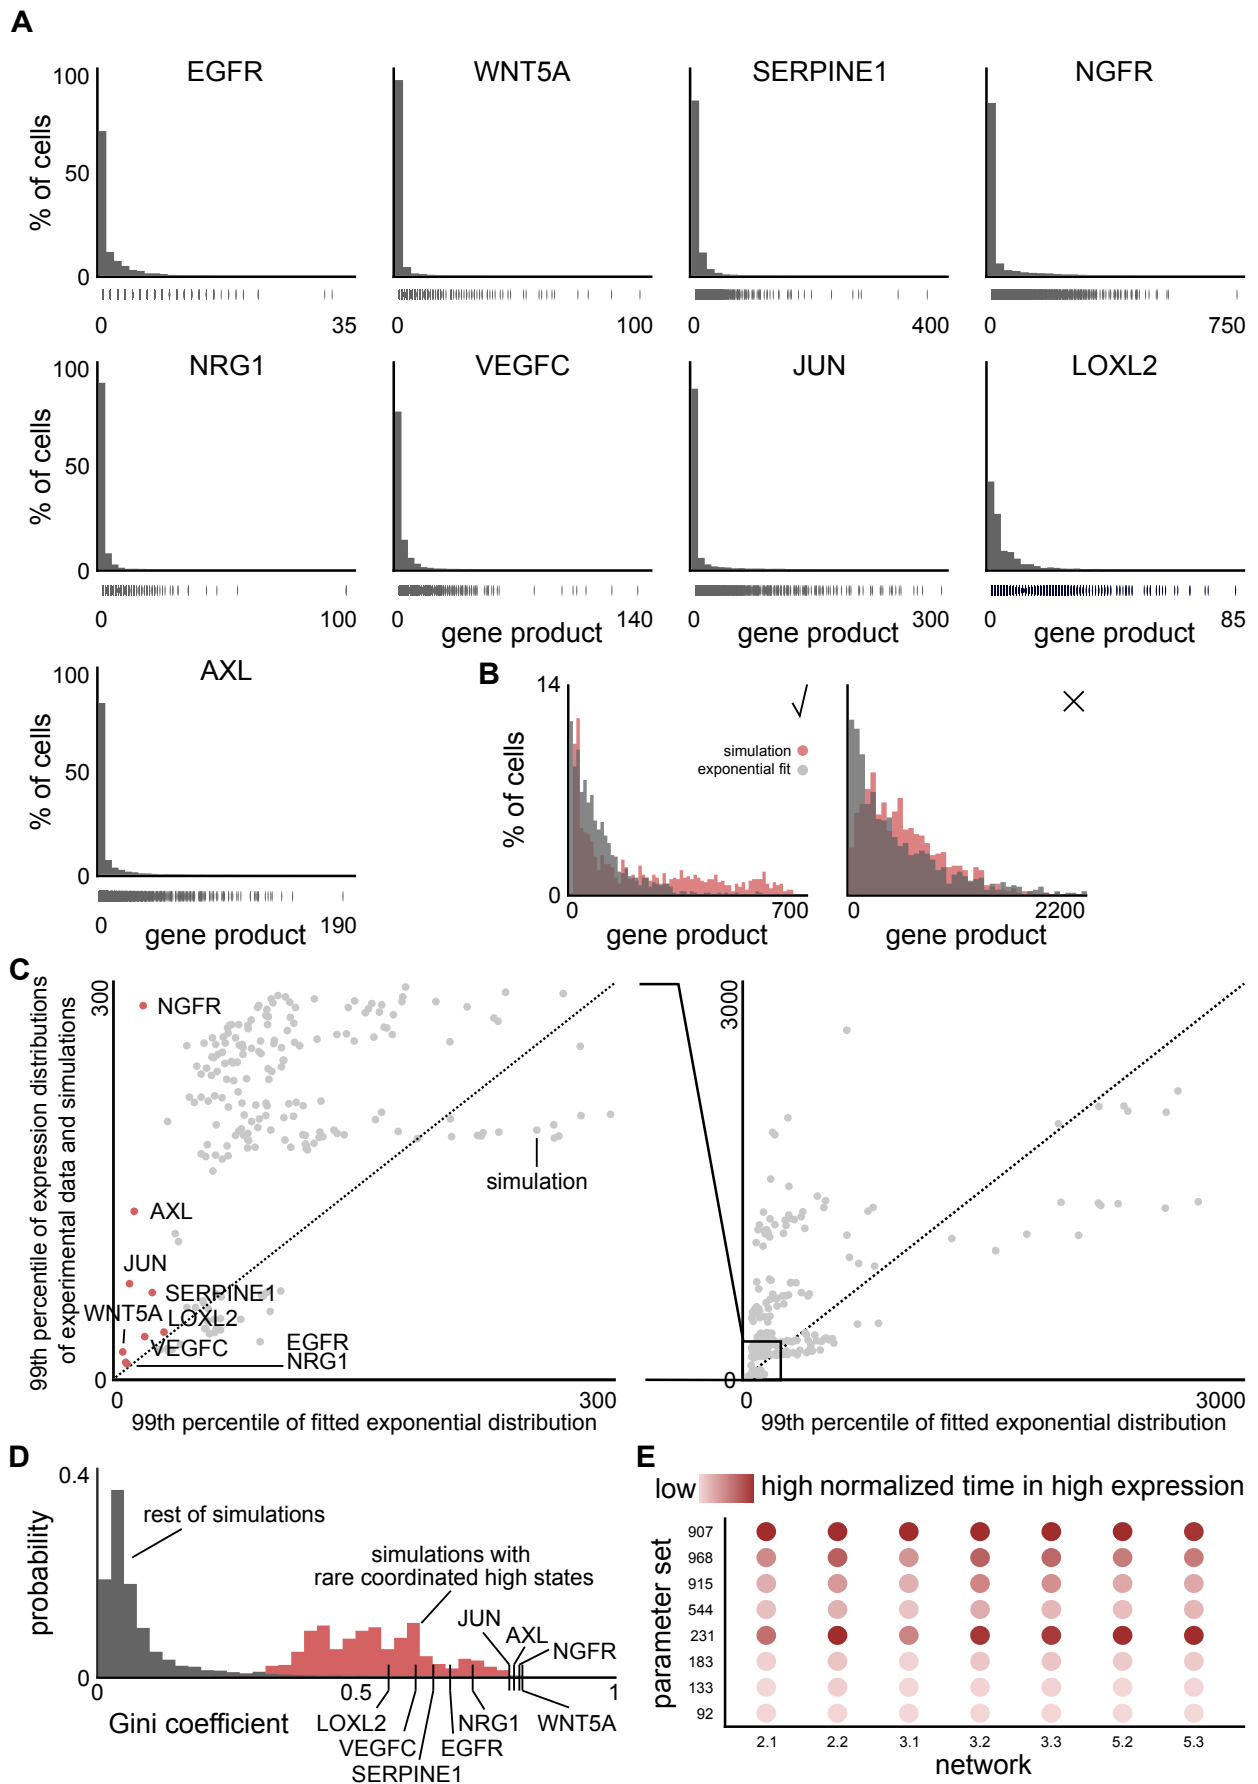 A
EGFR
WNT5A
SERPINE1
NGFR
100
50
0
% of cells
0 35
0 100
0 400
0 750
NRG1
VEGFC
JUN
LOXL2
100
50
0
% of cells
0 100
0 140
0 300
0 85
gene product
gene product
gene product
AXL
100
50
0
% of cells
0 190
gene product
B
14
0
% of cells
simulation
exponential fit
0 700
gene product
0 2200
gene product
C
99th percentile of expression distributions
of experimental data and simulations
300
0
NGFR
simulation
AXL
JUN
SERPINE1
WNT5A
LOXL2
VEGFC
EGFR
NRG1
0 300
99th percentile of fitted exponential distribution
3000
0
0 3000
99th percentile of fitted exponential distribution
D
0.4
0
probability
rest of simulations
simulations with
rare coordinated high states
JUN
AXL
NGFR
0 0.5 1
Gini coefficient
LOXL2
NRG1
WNT5A
VEGFC
EGFR
SERPINE1
E
low high normalized time in high expression
parameter set
907
968
915
544
231
183
133
92
2.1 2.2 3.1 3.2 3.3 5.2 5.3
network